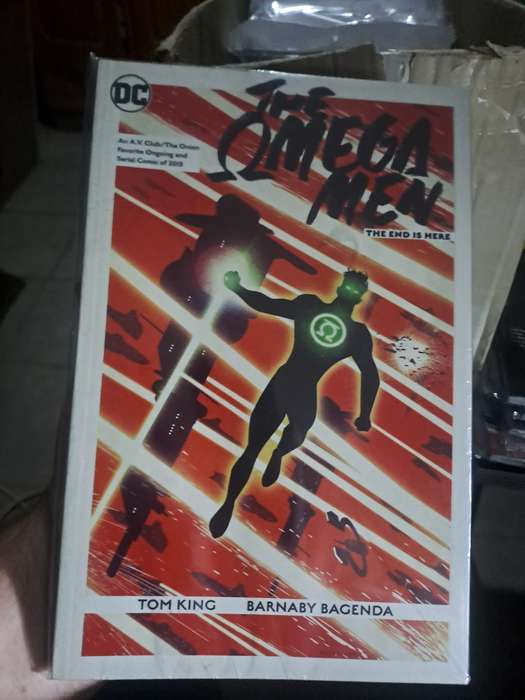 DC
An A.V. Club/The Onion
Favorite Ongoing and
Serial Comic of 2015
THE
ΩMEGA
MEN
THE END IS HERE
TOM KING BARNABY BAGENDA